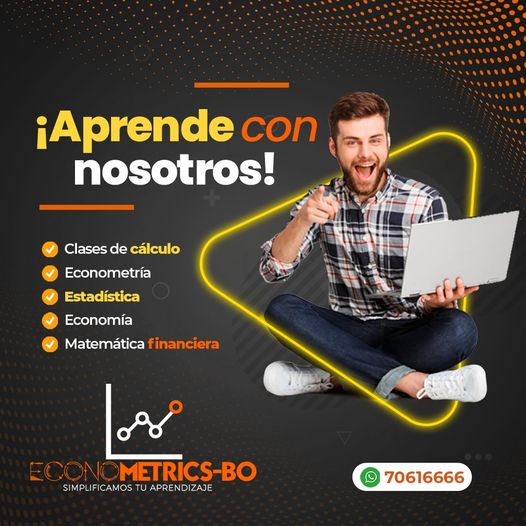 ¡Aprende con
nosotros!
Clases de cálculo
Econometría
Estadística
Economía
Matemática financiera
ECONOMETRICS-BO
SIMPLIFICAMOS TU APRENDIZAJE
70616666